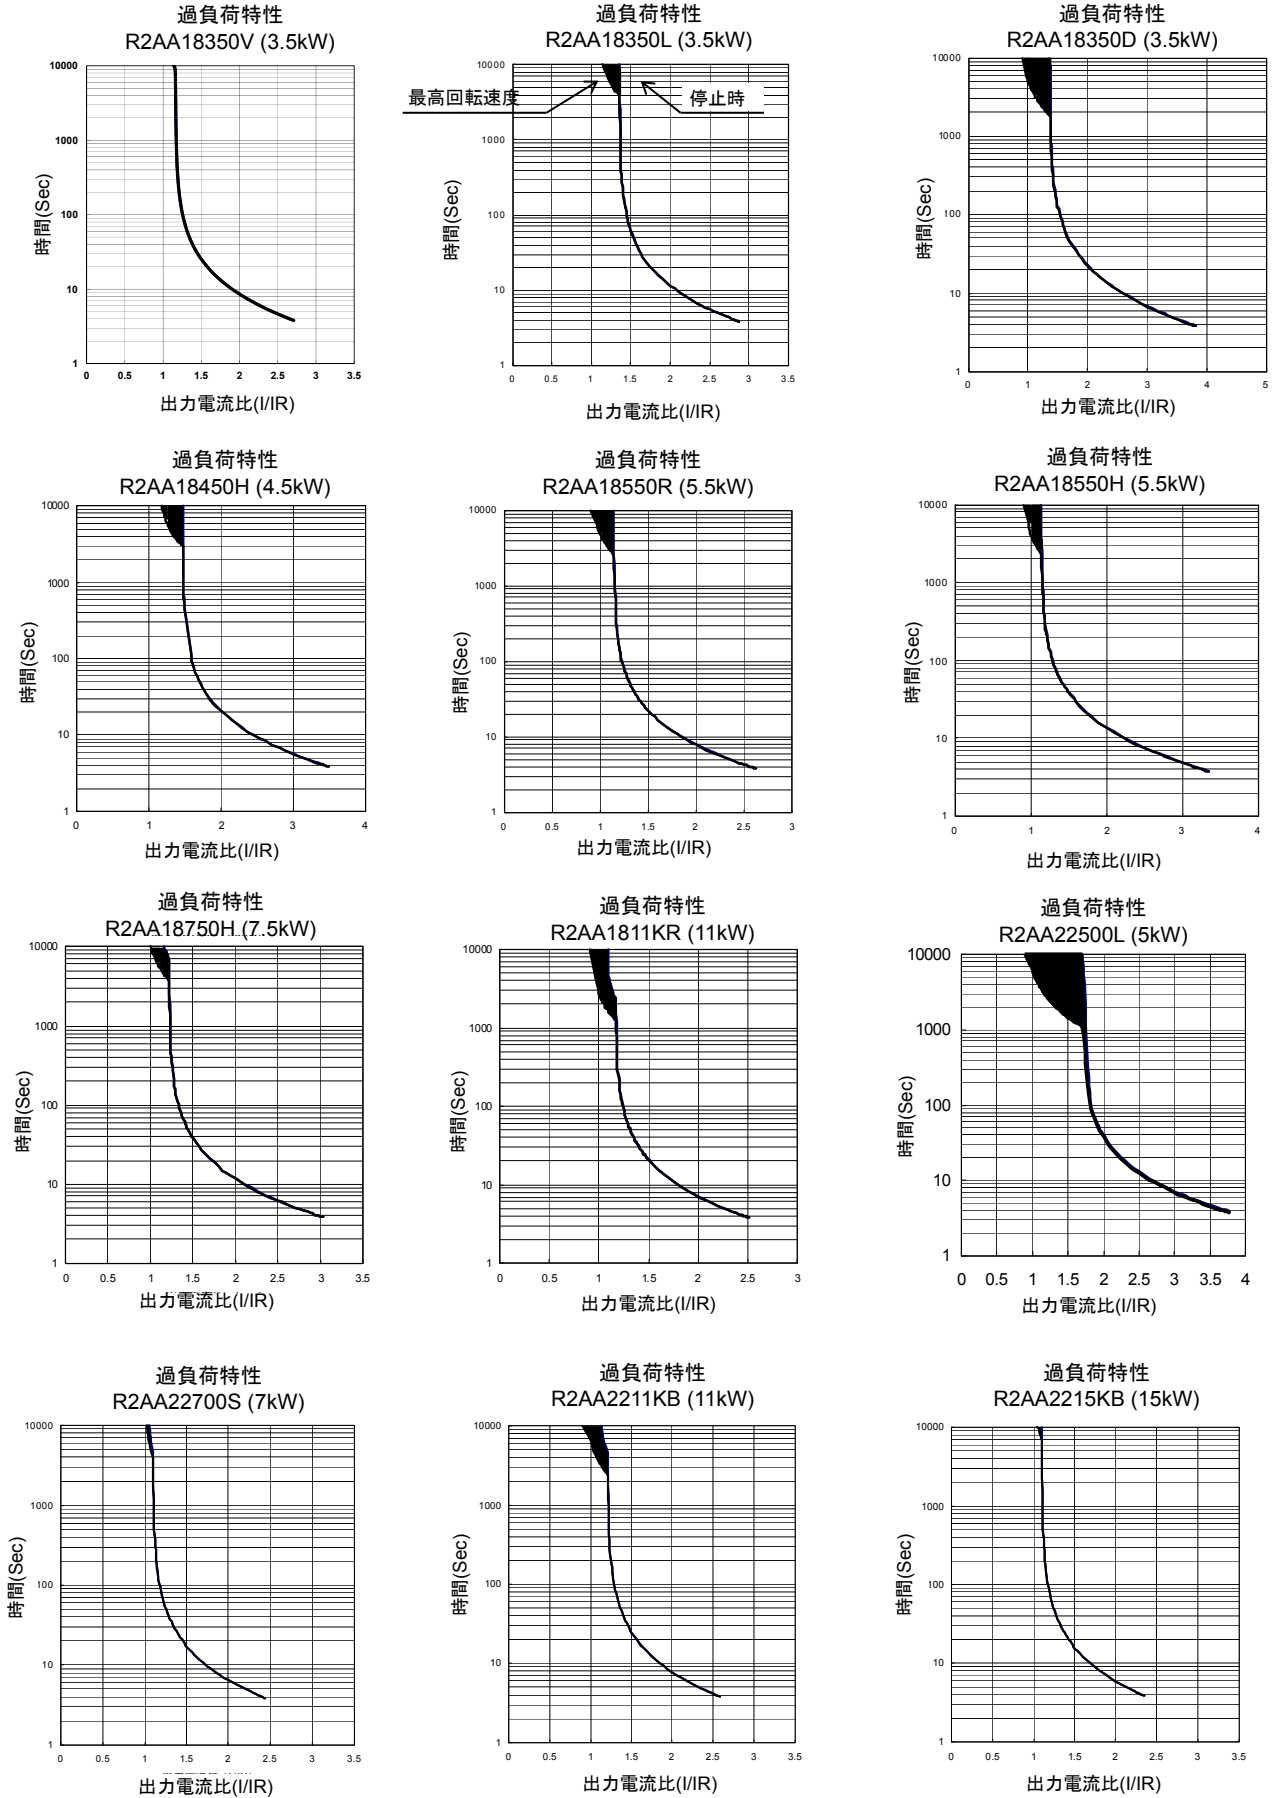 過負荷特性
R2AA18350V (3.5kW)
10000
1000
100
10
1
時間(Sec)
0 0.5 1 1.5 2 2.5 3 3.5
出力電流比(I/IR)
過負荷特性
R2AA18350L (3.5kW)
10000
最高回転速度
停止時
1000
100
10
1
時間(Sec)
0 0.5 1 1.5 2 2.5 3 3.5
出力電流比(I/IR)
過負荷特性
R2AA18350D (3.5kW)
10000
1000
100
10
1
時間(Sec)
0 1 2 3 4 5
出力電流比(I/IR)
過負荷特性
R2AA18450H (4.5kW)
10000
1000
100
10
1
時間(Sec)
0 1 2 3 4
出力電流比(I/IR)
過負荷特性
R2AA18550R (5.5kW)
10000
1000
100
10
1
時間(Sec)
0 0.5 1 1.5 2 2.5 3
出力電流比(I/IR)
過負荷特性
R2AA18550H (5.5kW)
10000
1000
100
10
1
時間(Sec)
0 1 2 3 4
出力電流比(I/IR)
過負荷特性
R2AA18750H (7.5kW)
10000
1000
100
10
1
時間(Sec)
0 0.5 1 1.5 2 2.5 3 3.5
出力電流比(I/IR)
過負荷特性
R2AA1811KR (11kW)
10000
1000
100
10
1
時間(Sec)
0 0.5 1 1.5 2 2.5 3
出力電流比(I/IR)
過負荷特性
R2AA22500L (5kW)
10000
1000
100
10
1
時間(Sec)
0 0.5 1 1.5 2 2.5 3 3.5 4
出力電流比(I/IR)
過負荷特性
R2AA22700S (7kW)
10000
1000
100
10
1
時間(Sec)
0 0.5 1 1.5 2 2.5 3 3.5
出力電流比(I/IR)
過負荷特性
R2AA2211KB (11kW)
10000
1000
100
10
1
時間(Sec)
0 0.5 1 1.5 2 2.5 3 3.5
出力電流比(I/IR)
過負荷特性
R2AA2215KB (15kW)
10000
1000
100
10
1
時間(Sec)
0 0.5 1 1.5 2 2.5 3 3.5
出力電流比(I/IR)